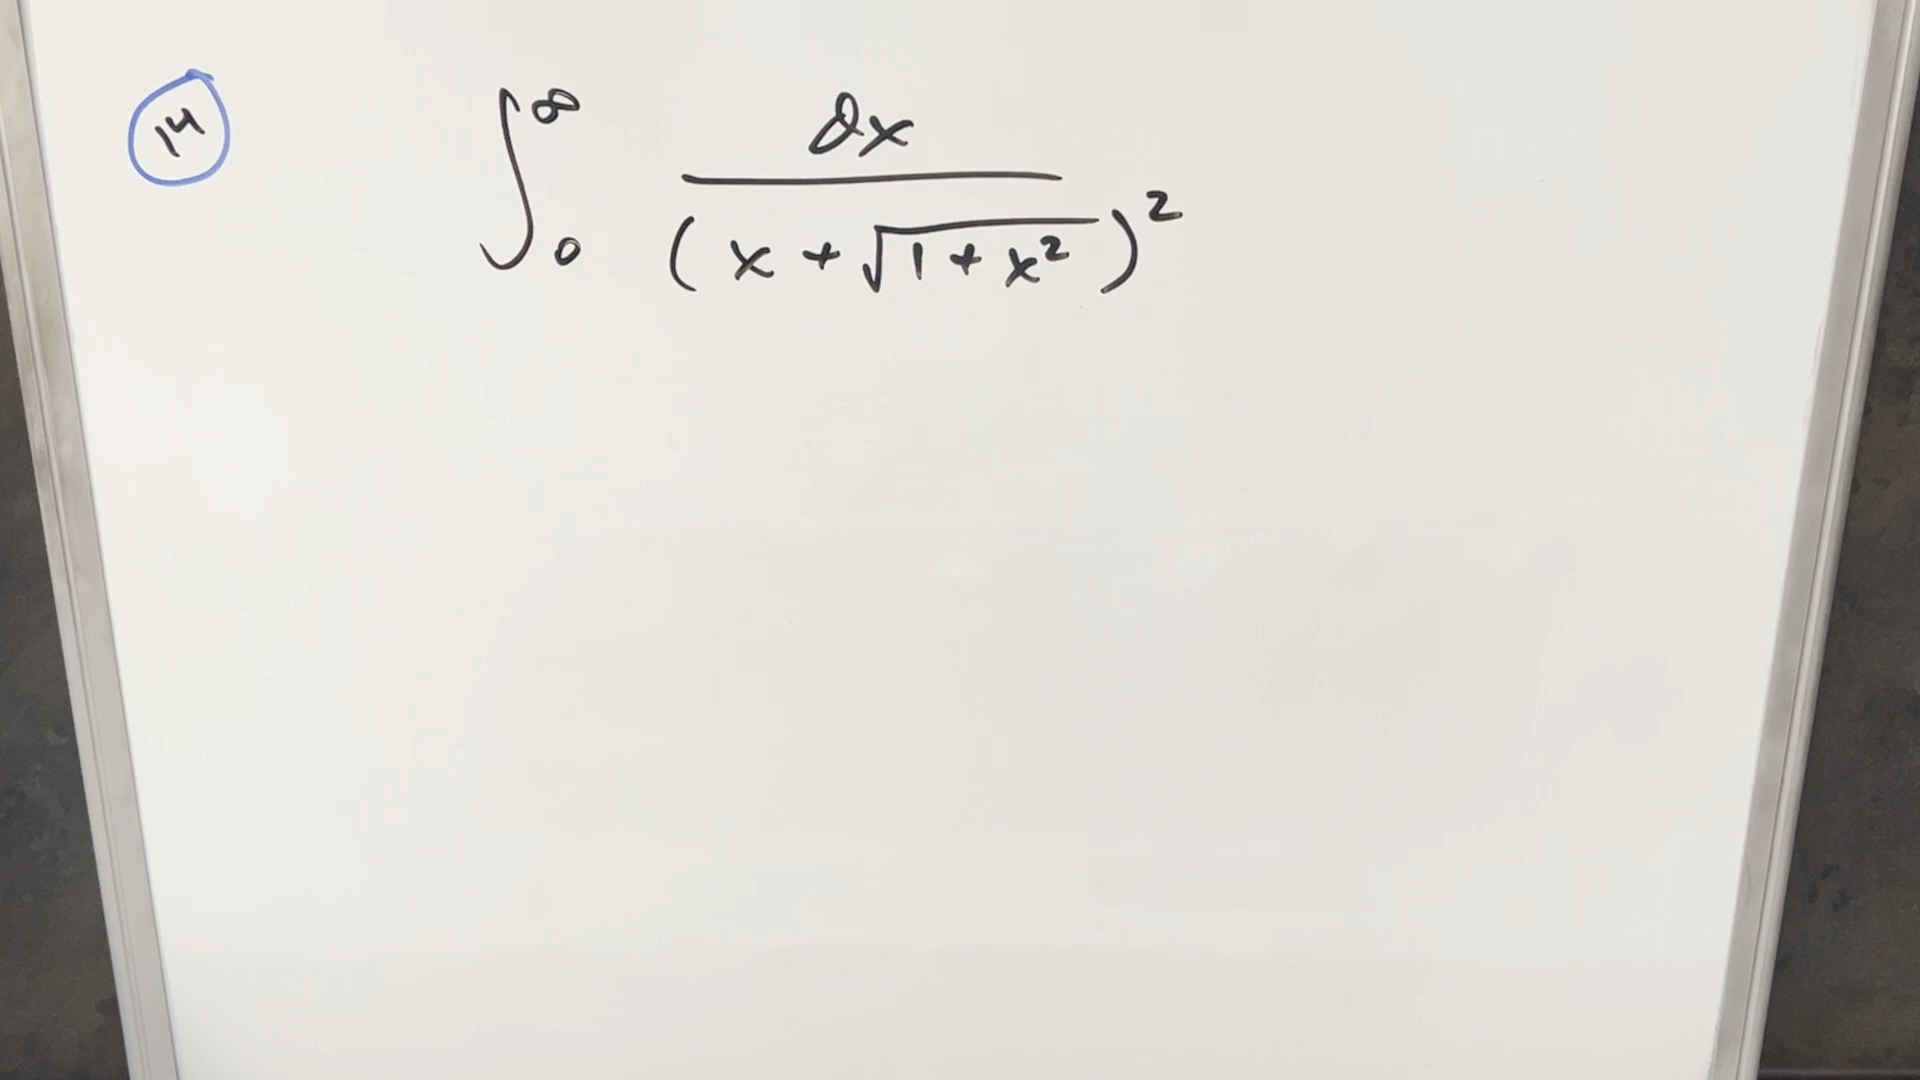 14
∫₀^∞ dx / (x + √(1 + x²))²